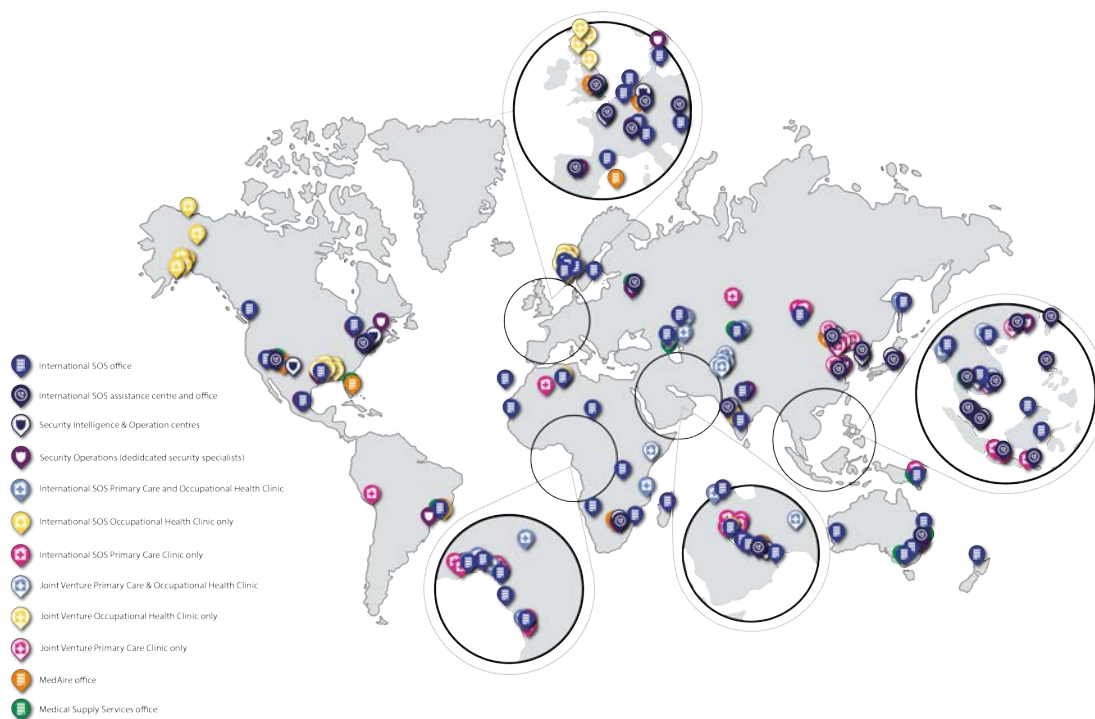 International SOS office
International SOS assistance centre and office
Security Intelligence & Operation centres
Security Operations (dedidcated security specialists)
International SOS Primary Care and Occupational Health Clinic
International SOS Occupational Health Clinic only
International SOS Primary Care Clinic only
Joint Venture Primary Care & Occupational Health Clinic
Joint Venture Occupational Health Clinic only
Joint Venture Primary Care Clinic only
MedAire office
Medical Supply Services office